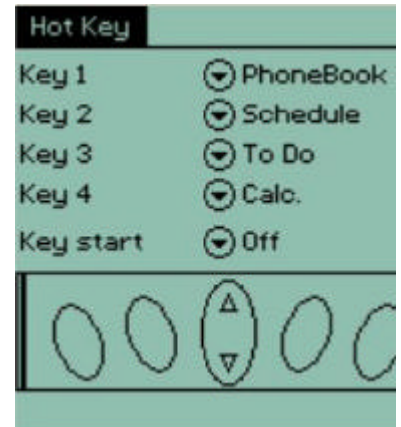 Hot Key
Key 1 PhoneBook
Key 2 Schedule
Key 3 To Do
Key 4 Calc.
Key start Off